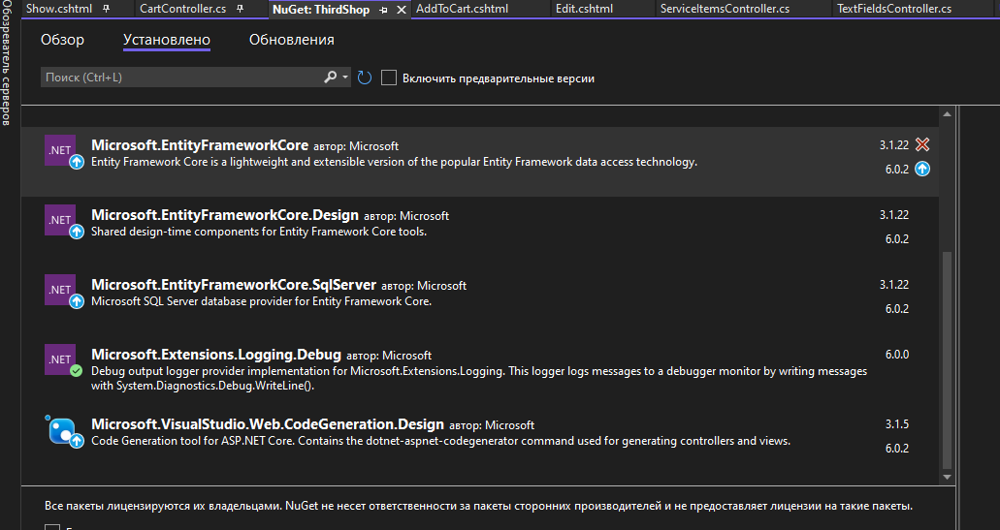 Обозреватель серверов
Show.cshtml CartController.cs NuGet: ThirdShop AddToCart.cshtml Edit.cshtml ServiceItemsController.cs TextFieldsController.cs
Обзор Установлено Обновления
Поиск (Ctrl+L) Включить предварительные версии
.NET Microsoft.EntityFrameworkCore автор: Microsoft 3.1.22
Entity Framework Core is a lightweight and extensible version of the popular Entity Framework data access technology. 6.0.2
.NET Microsoft.EntityFrameworkCore.Design автор: Microsoft 3.1.22
Shared design-time components for Entity Framework Core tools. 6.0.2
.NET Microsoft.EntityFrameworkCore.SqlServer автор: Microsoft 3.1.22
Microsoft SQL Server database provider for Entity Framework Core. 6.0.2
.NET Microsoft.Extensions.Logging.Debug автор: Microsoft 6.0.0
Debug output logger provider implementation for Microsoft.Extensions.Logging. This logger logs messages to a debugger monitor by writing messages
with System.Diagnostics.Debug.WriteLine().
Microsoft.VisualStudio.Web.CodeGeneration.Design автор: Microsoft 3.1.5
Code Generation tool for ASP.NET Core. Contains the dotnet-aspnet-codegenerator command used for generating controllers and views. 6.0.2
Все пакеты лицензируются их владельцами. NuGet не несет ответственности за пакеты сторонних производителей и не предоставляет лицензии на такие пакеты.